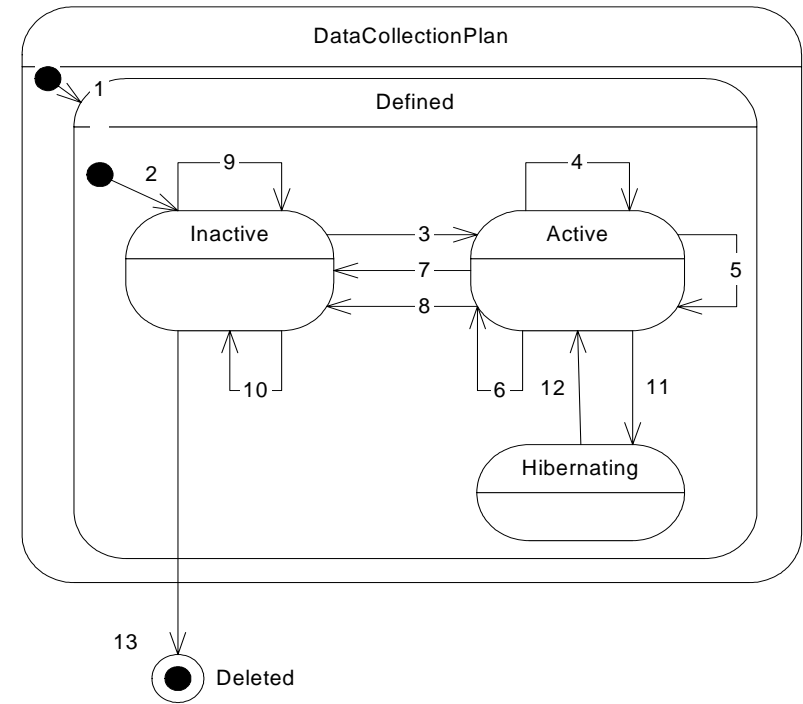 DataCollectionPlan
1
Defined
2
9
4
Inactive
3
Active
7
5
8
10
6
12
11
Hibernating
13
Deleted